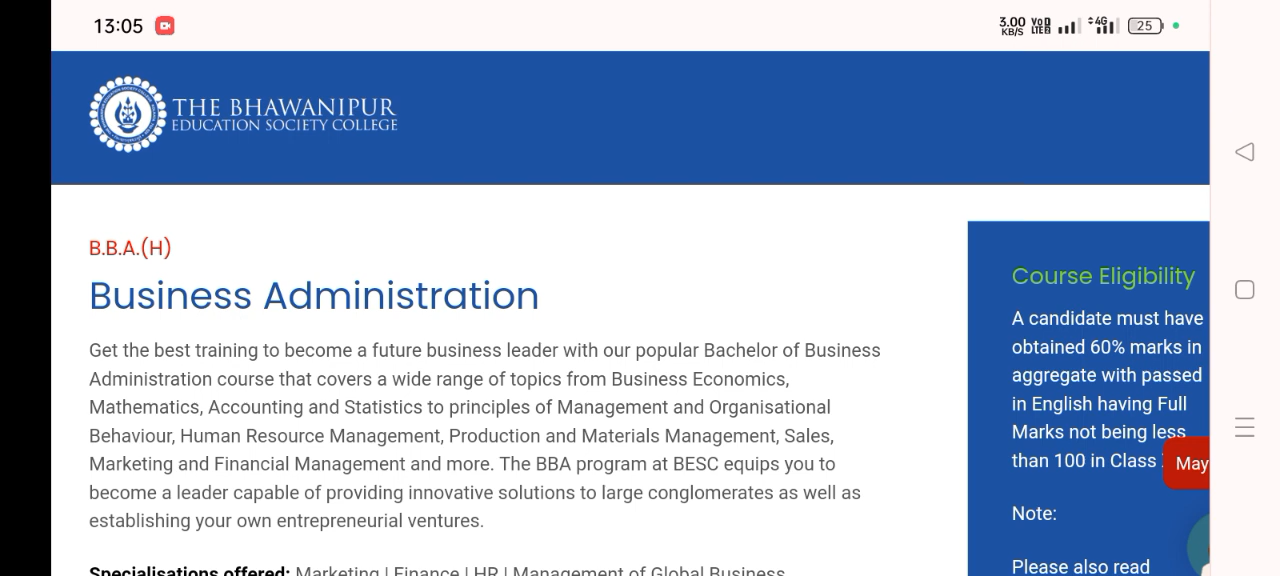 13:05
3.00 KB/S
VoD LTE2
4G
25
THE BHAWANIPUR
EDUCATION SOCIETY COLLEGE
B.B.A.(H)
Business Administration
Get the best training to become a future business leader with our popular Bachelor of Business
Administration course that covers a wide range of topics from Business Economics,
Mathematics, Accounting and Statistics to principles of Management and Organisational
Behaviour, Human Resource Management, Production and Materials Management, Sales,
Marketing and Financial Management and more. The BBA program at BESC equips you to
become a leader capable of providing innovative solutions to large conglomerates as well as
establishing your own entrepreneurial ventures.
Specialisations offered: Marketing | Finance | HR | Management of Global Business
Course Eligibility
A candidate must have
obtained 60% marks in
aggregate with passed
in English having Full
Marks not being less
than 100 in Class
May
Note:
Please also read